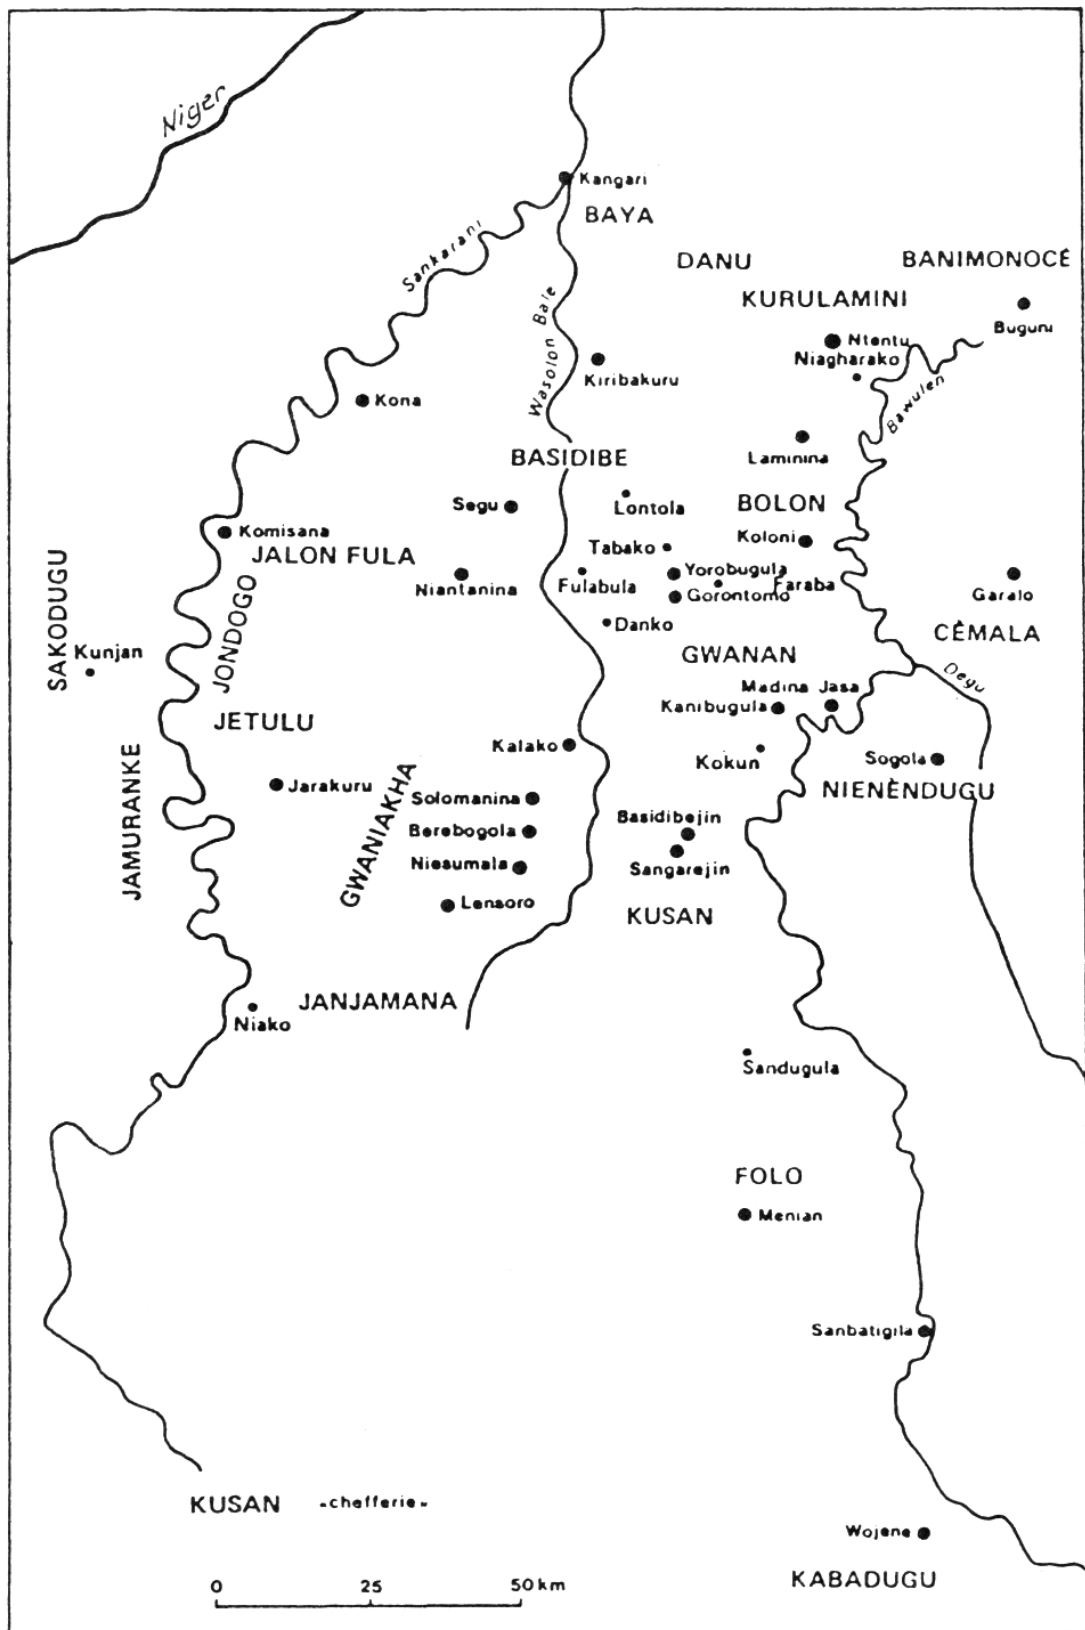 Niger
Kangari
BAYA
Sankarani
DANU
BANIMONOCÉ
KURULAMINI
Wasolon Bale
Buguni
Ntentu
Niagharako
Kiribakuru
Bawulen
Kona
Laminina
BASIDIBE
Segu
Lontola
BOLON
Komisana
Koloni
JALON FULA
Tabako
Niantanina
Fulabula
Yorobugula
Faraba
Garalo
Gorontomo
SAKODUGU
JONDOGO
Danko
CÉMALA
Kunjan
GWANAN
Degu
Madina Jasa
Kanibugula
JETULU
Kalako
Kokun
Sogola
JAMURANKE
Jarakuru
GWANIAKHA
Solomanina
NIENÈNDUGU
Berebogola
Basidibejin
Niesumala
Sangarejin
Lensoro
KUSAN
JANJAMANA
Niako
Sandugula
FOLO
Menian
Sanbatigila
KUSAN «chefferie»
Wojene
KABADUGU
0 25 50 km